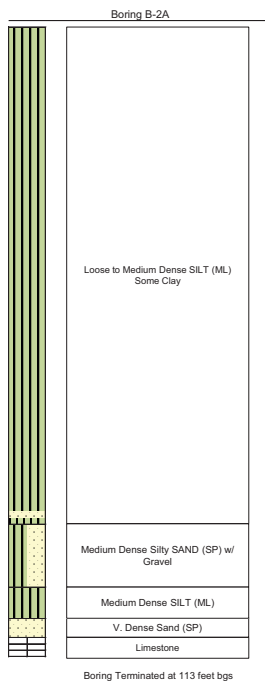 Boring B-2A
Loose to Medium Dense SILT (ML)
Some Clay
Medium Dense Silty SAND (SP) w/
Gravel
Medium Dense SILT (ML)
V. Dense Sand (SP)
Limestone
Boring Terminated at 113 feet bgs